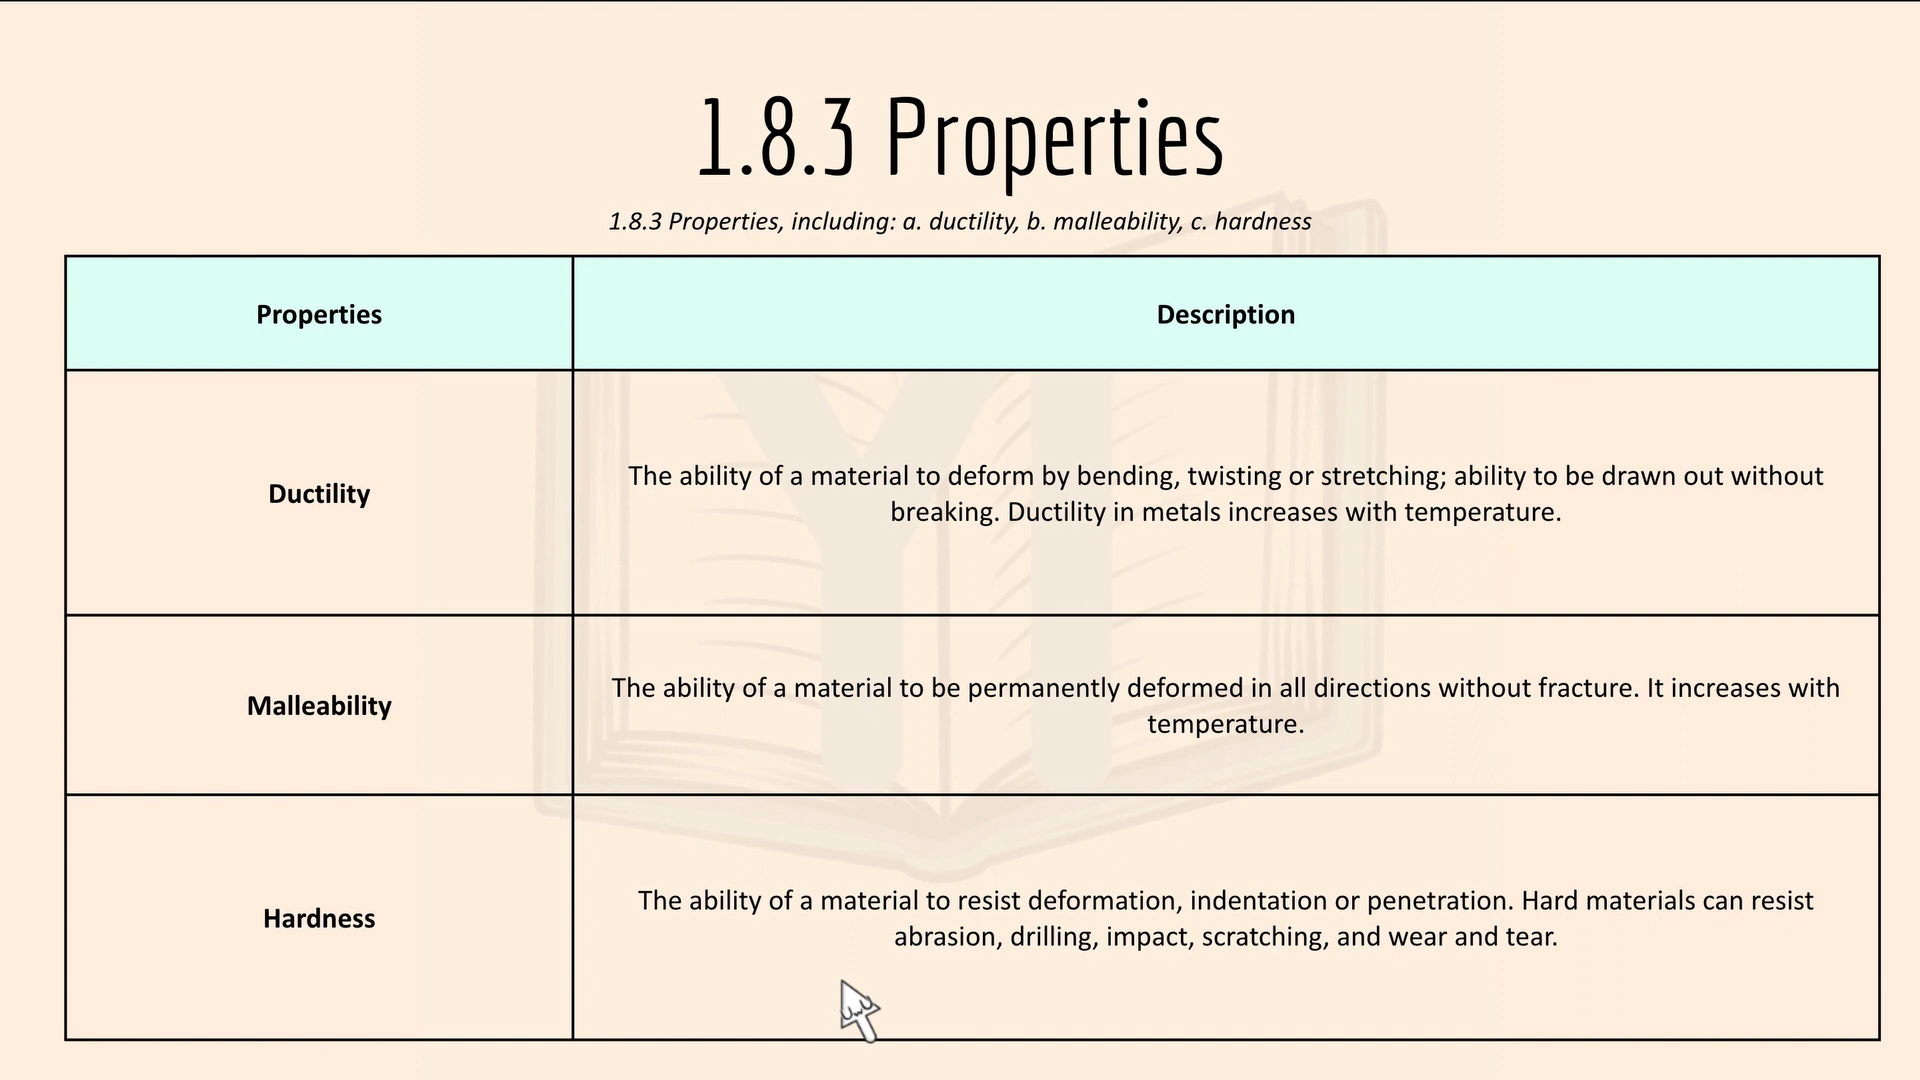 1.8.3 Properties
1.8.3 Properties, including: a. ductility, b. malleability, c. hardness
Properties
Description
Ductility
The ability of a material to deform by bending, twisting or stretching; ability to be drawn out without
breaking. Ductility in metals increases with temperature.
Malleability
The ability of a material to be permanently deformed in all directions without fracture. It increases with
temperature.
Hardness
The ability of a material to resist deformation, indentation or penetration. Hard materials can resist
abrasion, drilling, impact, scratching, and wear and tear.
YI
UwU